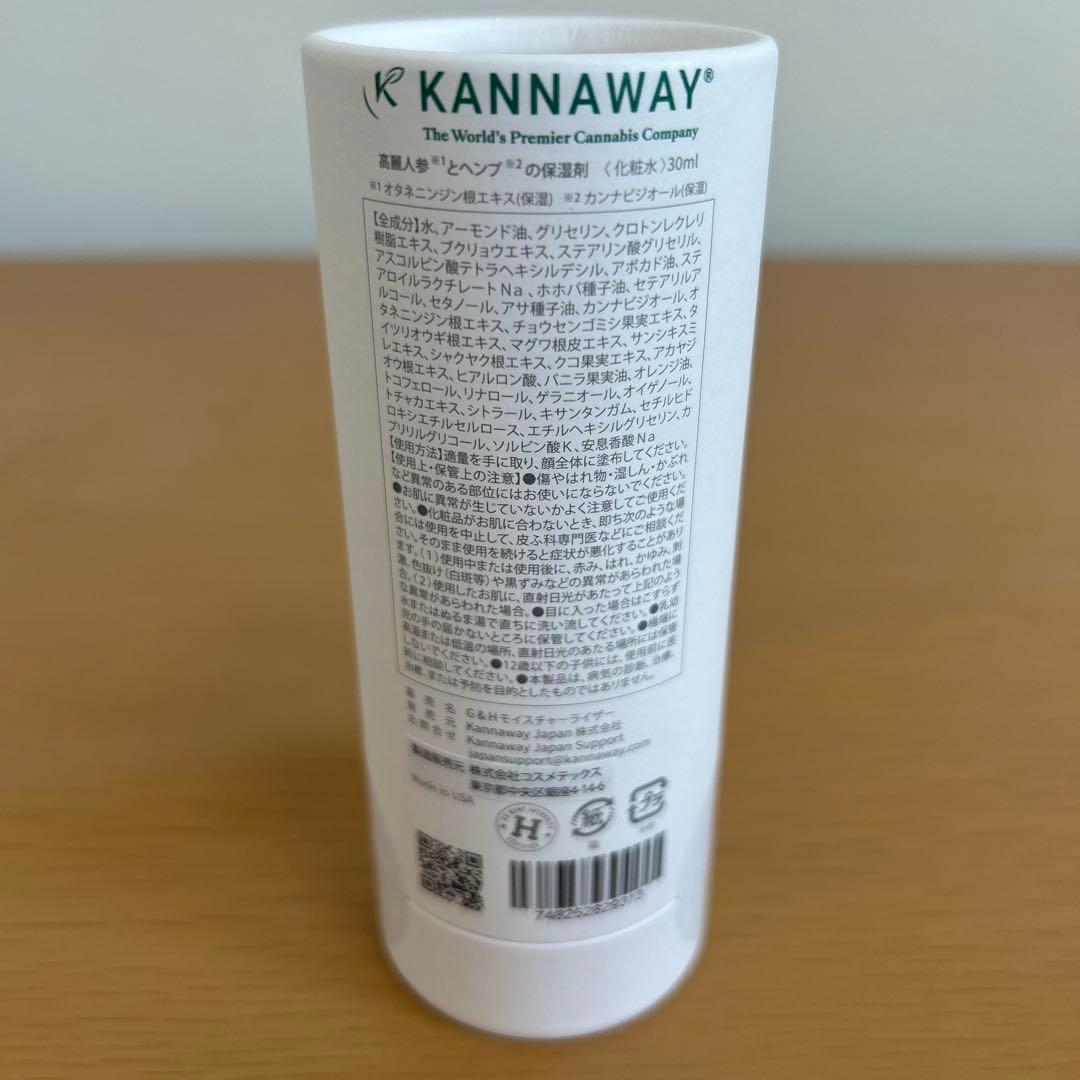 K KANNAWAY®
The World's Premier Cannabis Company
高麗人参※1とヘンプ※2の保湿剤 〈化粧水〉30ml
※1 オタネニンジン根エキス(保湿) ※2 カンナビジオール(保湿)
【全成分】水、アーモンド油、グリセリン、クロトンレクレリ
樹脂エキス、ブクリョウエキス、ステアリン酸グリセリル、
アスコルビン酸テトラヘキシルデシル、アボカド油、ステ
アロイルラクチレートNa、ホホバ種子油、セテアリルア
ルコール、セタノール、アサ種子油、カンナビジオール、オ
タネニンジン根エキス、チョウセンゴミシ果実エキス、タ
イツリオウギ根エキス、マグワ根皮エキス、サンシキスミ
レエキス、シャクヤク根エキス、クコ果実エキス、アカヤジ
オウ根エキス、ヒアルロン酸、バニラ果実油、オレンジ油、
トコフェロール、リナロール、ゲラニオール、オイゲノール、
トチャカエキス、シトラール、キサンタンガム、セチルヒド
ロキシエチルセルロース、エチルヘキシルグリセリン、カ
プリリルグリコール、ソルビン酸K、安息香酸Na
【使用方法】適量を手に取り、顔全体に塗布してください。
【使用上・保管上の注意】●傷やはれ物・湿しん・かぶれ
など異常のある部位にはお使いにならないでください。
●お肌に異常が生じていないかよく注意してご使用くだ
さい。●化粧品がお肌に合わないとき、即ち次のような場
合には使用を中止して、皮ふ科専門医などにご相談くだ
さい。そのまま使用を続けると症状が悪化することがあり
ます。(1)使用中または使用後に、赤み、はれ、かゆみ、刺
激、色抜け(白斑等)や黒ずみなどの異常があらわれた場
合。(2)使用したお肌に、直射日光があたって上記のよう
な異常があらわれた場合。●目に入った場合はこすらず
水またはぬるま湯で直ちに洗い流してください。●乳幼
児の手の届かないところに保管してください。●極端に
高温または低温の場所、直射日光のあたる場所には保管
しないでください。●12歳以下の子供には、使用前に医
師に相談してください。●本製品は、病気の診断、治療、
治癒、または予防を目的としたものではありません。
販売名 G&Hモイスチャーライザー
発売元 Kannaway Japan 株式会社
お問合せ Kannaway Japan Support
japansupport@kannaway.com
製造販売元 株式会社コスメテックス
東京都中央区銀座4-14-6
Made in USA
H
紙
プラ
748252828313